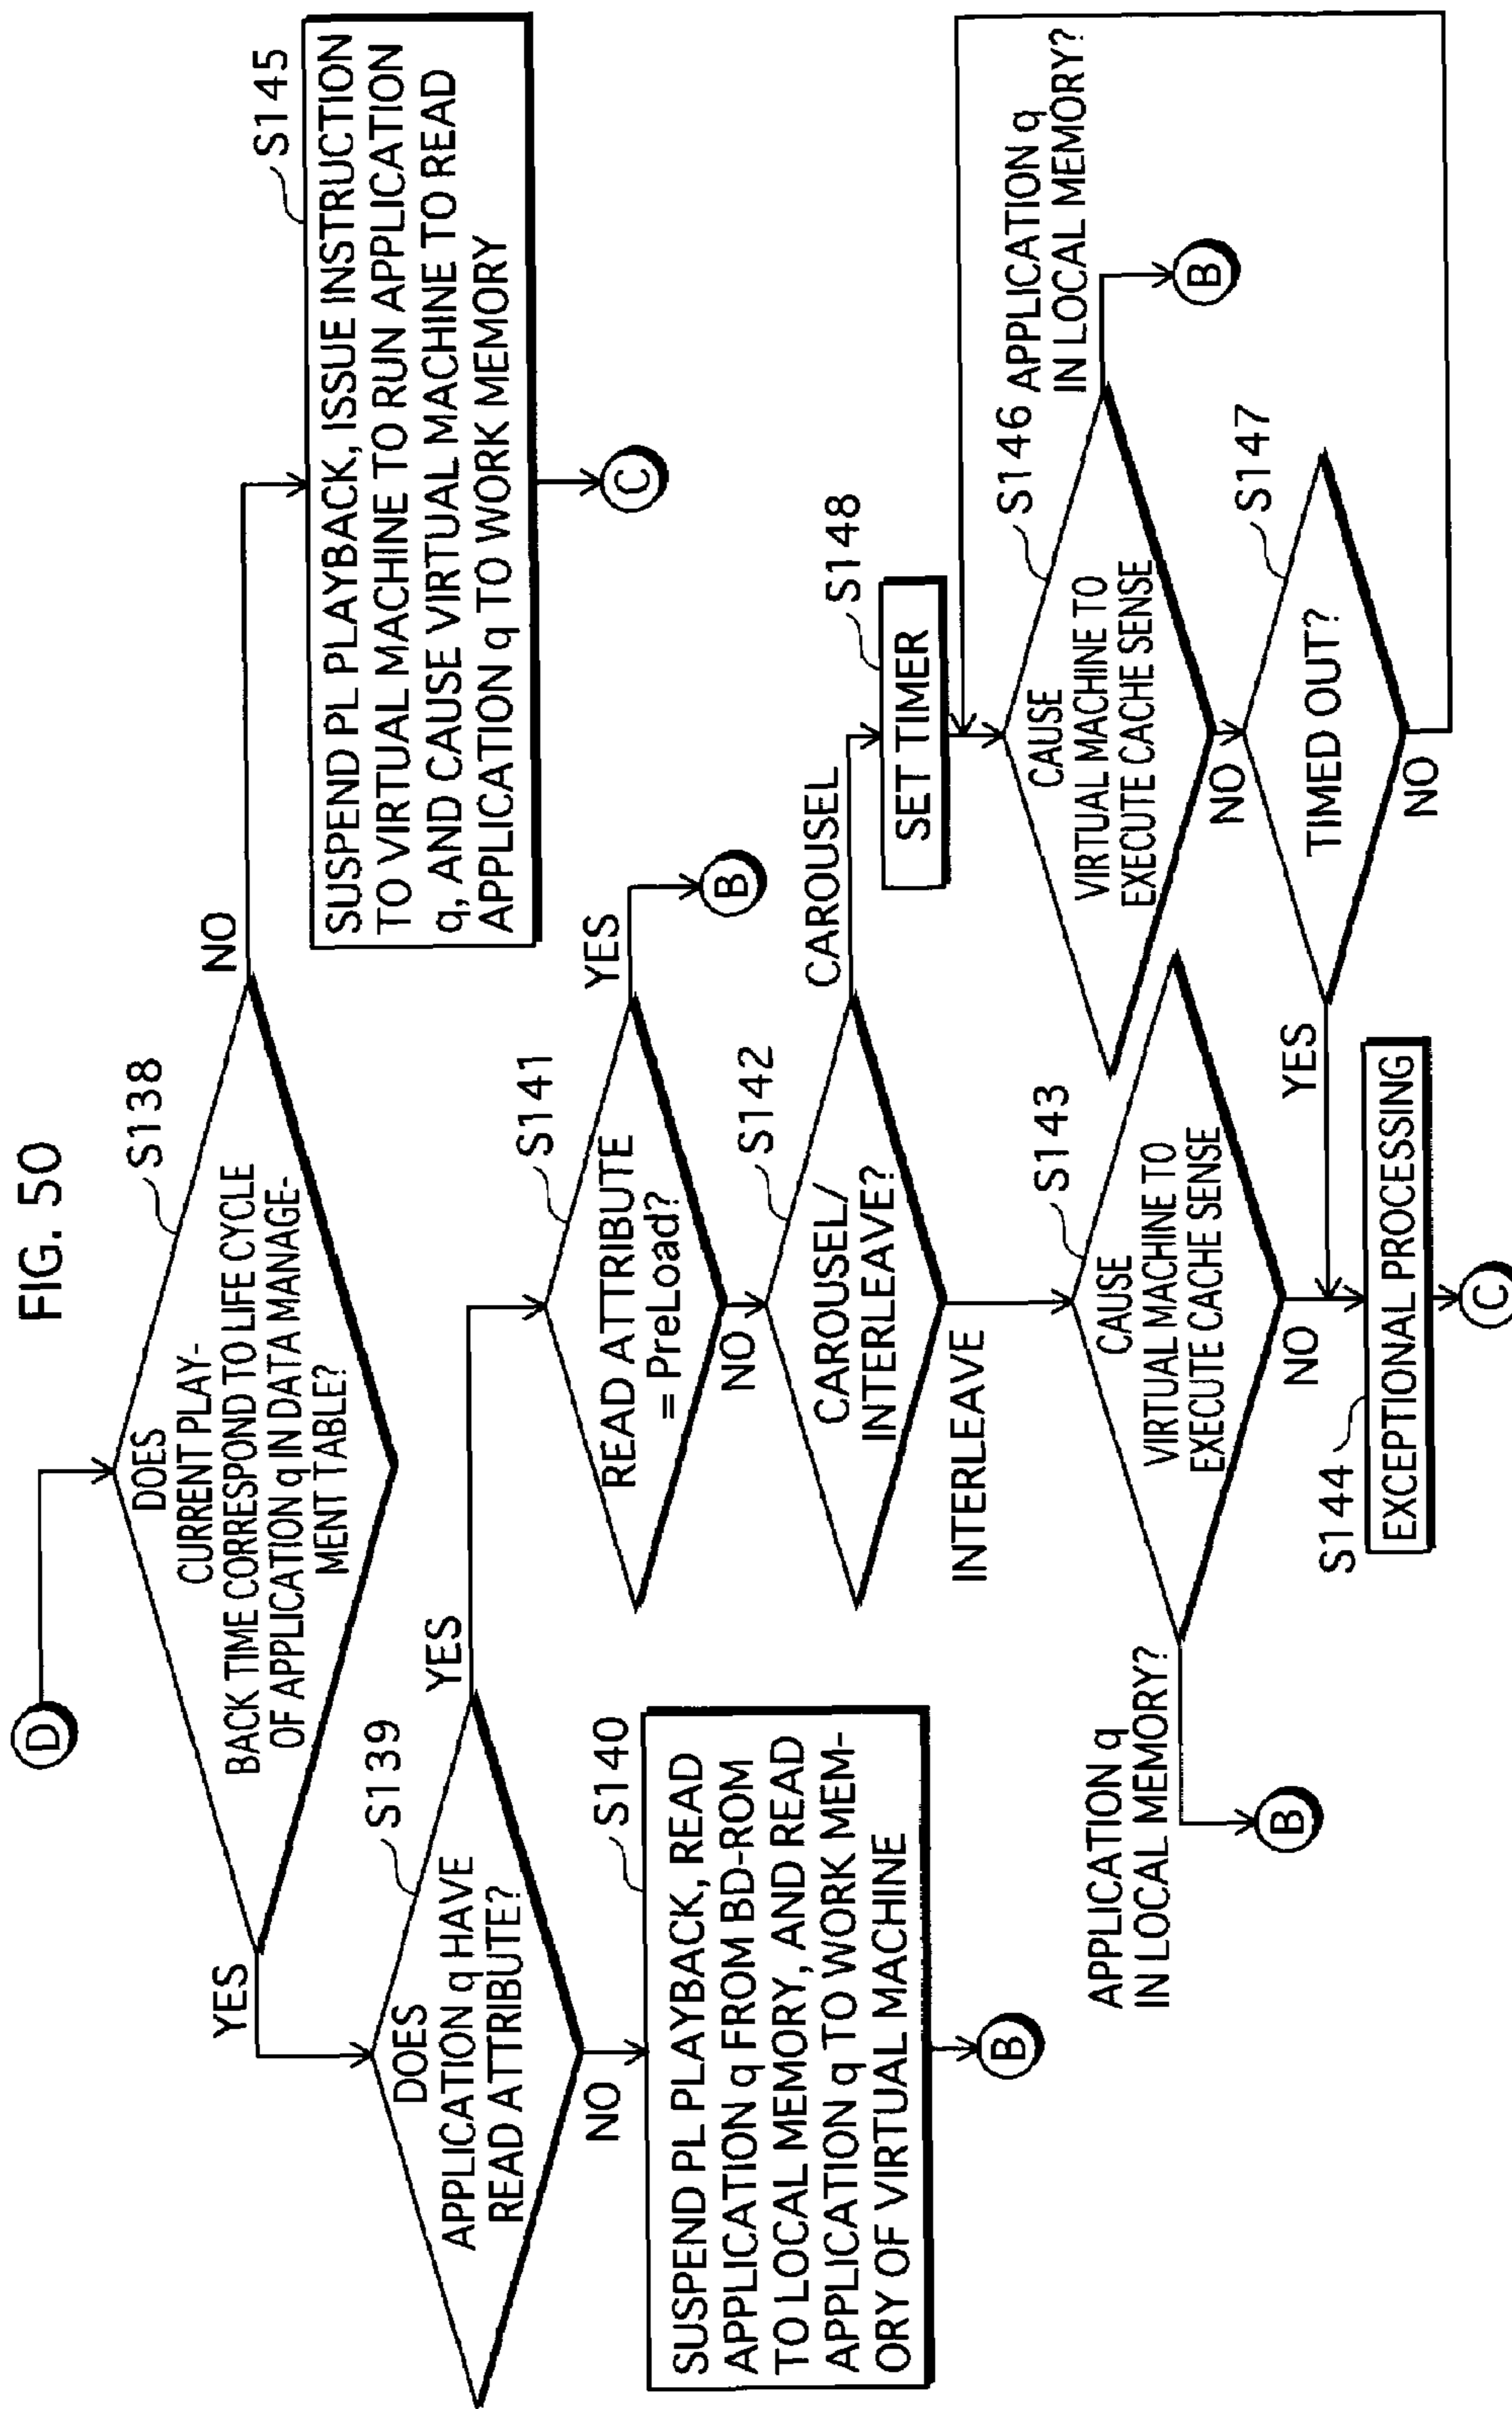 FIG. 50
D
S138
DOES
CURRENT PLAY-
BACK TIME CORRESPOND TO LIFE CYCLE
OF APPLICATION q IN DATA MANAGE-
MENT TABLE?
YES
NO
S139
DOES
APPLICATION q HAVE
READ ATTRIBUTE?
YES
NO
S140
SUSPEND PL PLAYBACK, READ
APPLICATION q FROM BD-ROM
TO LOCAL MEMORY, AND READ
APPLICATION q TO WORK MEM-
ORY OF VIRTUAL MACHINE
B
S141
READ ATTRIBUTE
= PreLoad?
YES
B
NO
S142
CAROUSEL/
INTERLEAVE?
CAROUSEL
INTERLEAVE
S143
CAUSE
VIRTUAL MACHINE TO
EXECUTE CACHE SENSE
APPLICATION q
IN LOCAL MEMORY?
B
NO
S144
EXCEPTIONAL PROCESSING
C
S145
SUSPEND PL PLAYBACK, ISSUE INSTRUCTION
TO VIRTUAL MACHINE TO RUN APPLICATION
q, AND CAUSE VIRTUAL MACHINE TO READ
APPLICATION q TO WORK MEMORY
C
S148
SET TIMER
S146
CAUSE
VIRTUAL MACHINE TO
EXECUTE CACHE SENSE
APPLICATION q
IN LOCAL MEMORY?
B
NO
S147
TIMED OUT?
YES
NO